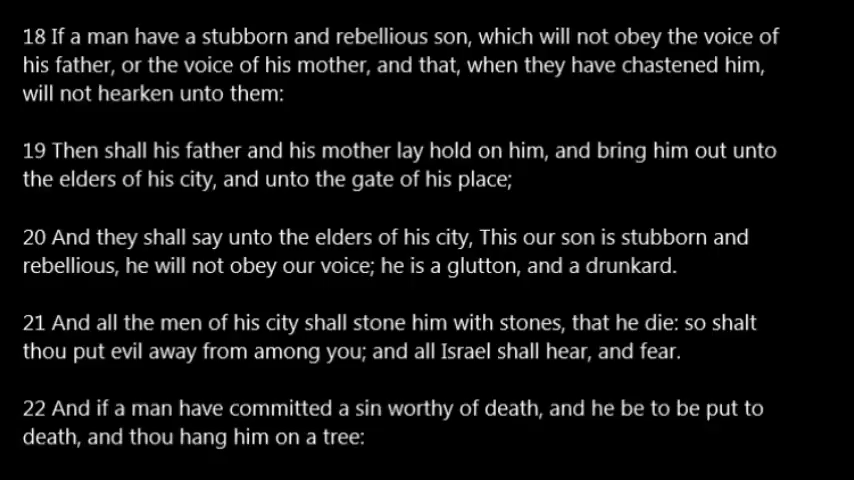 18 If a man have a stubborn and rebellious son, which will not obey the voice of
his father, or the voice of his mother, and that, when they have chastened him,
will not hearken unto them:
19 Then shall his father and his mother lay hold on him, and bring him out unto
the elders of his city, and unto the gate of his place;
20 And they shall say unto the elders of his city, This our son is stubborn and
rebellious, he will not obey our voice; he is a glutton, and a drunkard.
21 And all the men of his city shall stone him with stones, that he die: so shalt
thou put evil away from among you; and all Israel shall hear, and fear.
22 And if a man have committed a sin worthy of death, and he be to be put to
death, and thou hang him on a tree: